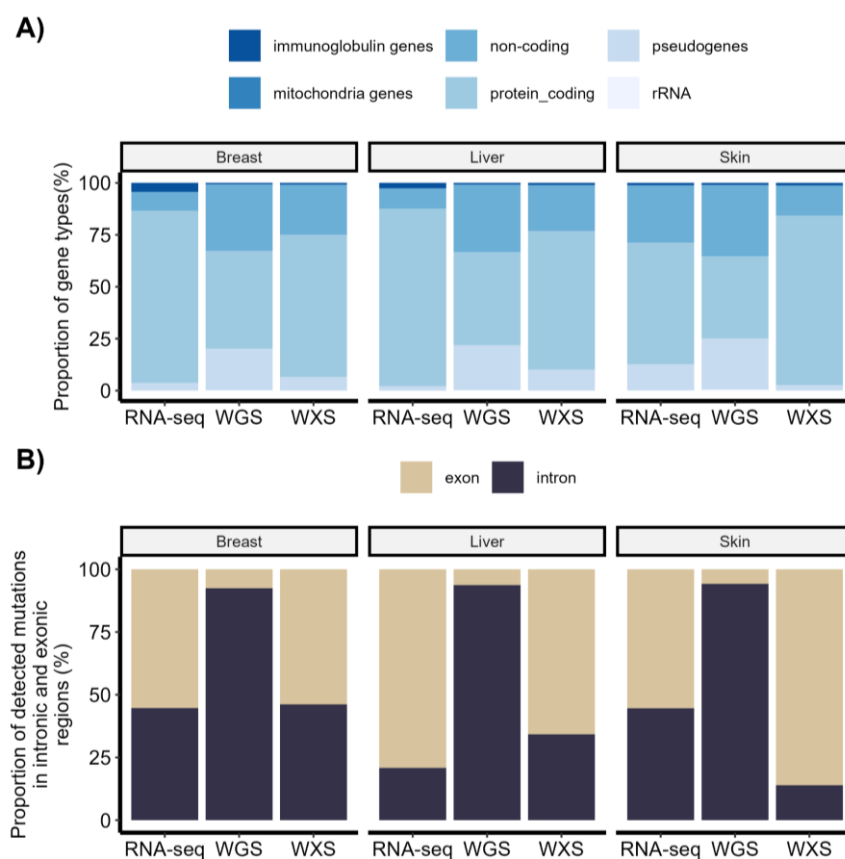 A)
immunoglobulin genes non-coding pseudogenes
mitochondria genes protein_coding rRNA
Breast Liver Skin
Proportion of gene types(%)
100
75
50
25
0
RNA-seq WGS WXS RNA-seq WGS WXS RNA-seq WGS WXS
B)
exon intron
Breast Liver Skin
Proportion of detected mutations
in intronic and exonic
regions (%)
100
75
50
25
0
RNA-seq WGS WXS RNA-seq WGS WXS RNA-seq WGS WXS